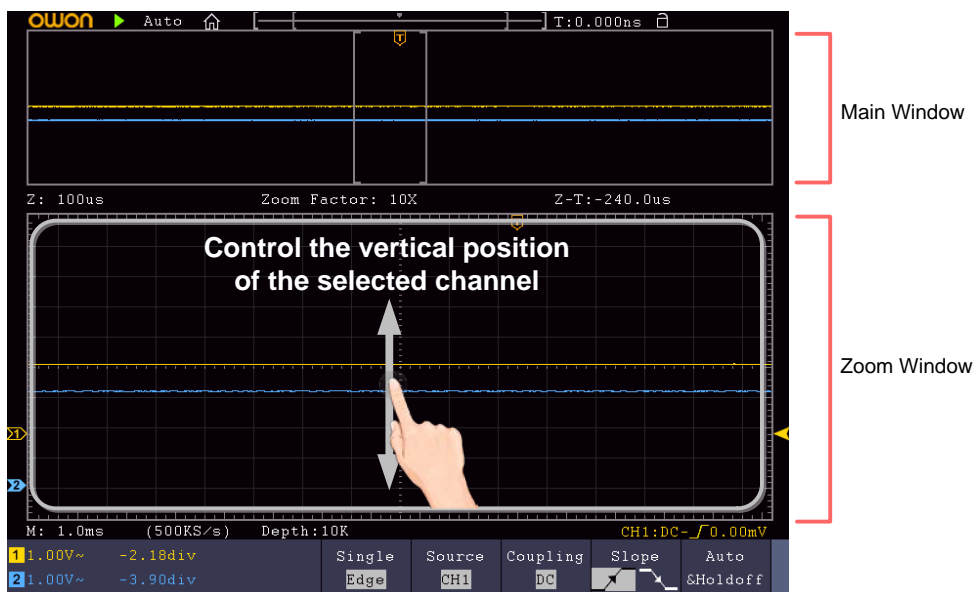 owon Auto T:0.000ns
T
Main Window
Z: 100us Zoom Factor: 10X Z-T:-240.0us
Control the vertical position
of the selected channel
Zoom Window
1
2
M: 1.0ms (500KS/s) Depth:10K CH1:DC- 0.00mV
1 1.00V~ -2.18div Single Source Coupling Slope Auto
2 1.00V~ -3.90div Edge CH1 DC &Holdoff